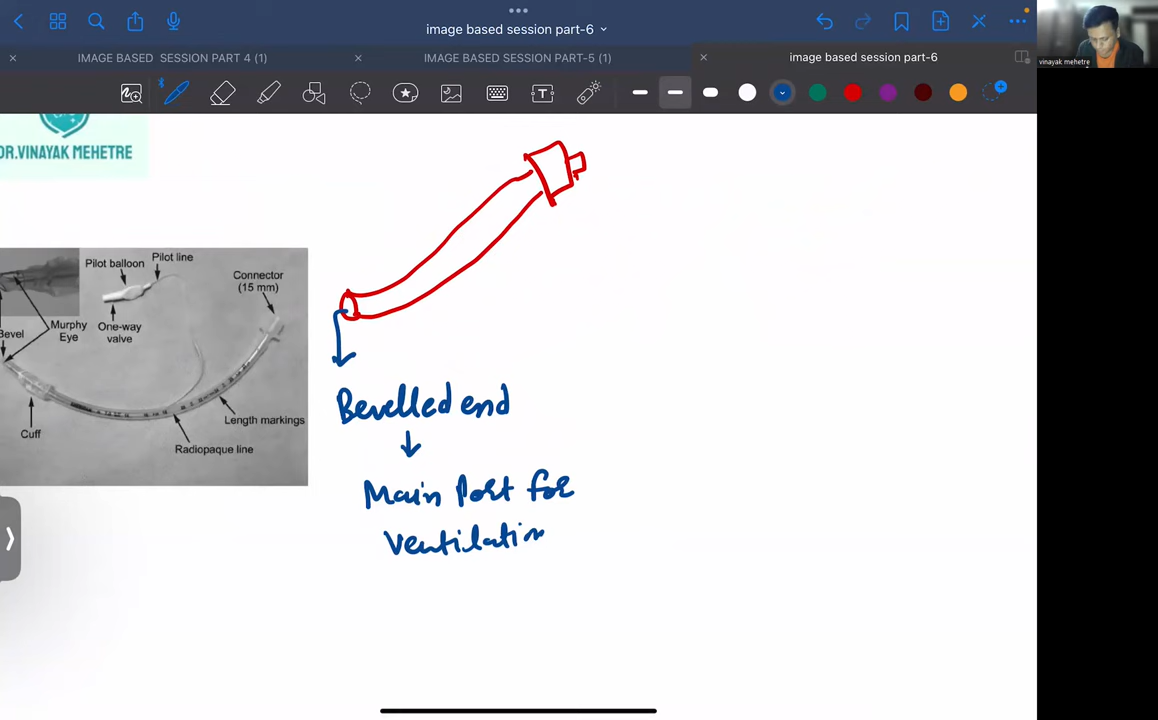 image based session part-6
IMAGE BASED SESSION PART 4 (1)
IMAGE BASED SESSION PART-5 (1)
image based session part-6
vinayak mehetre
DR.VINAYAK MEHETRE
Pilot balloon
Pilot line
Connector
(15 mm)
Bevel
Murphy
Eye
One-way
valve
Length markings
Cuff
Radiopaque line
Bevelled end
Main Port for
Ventilation